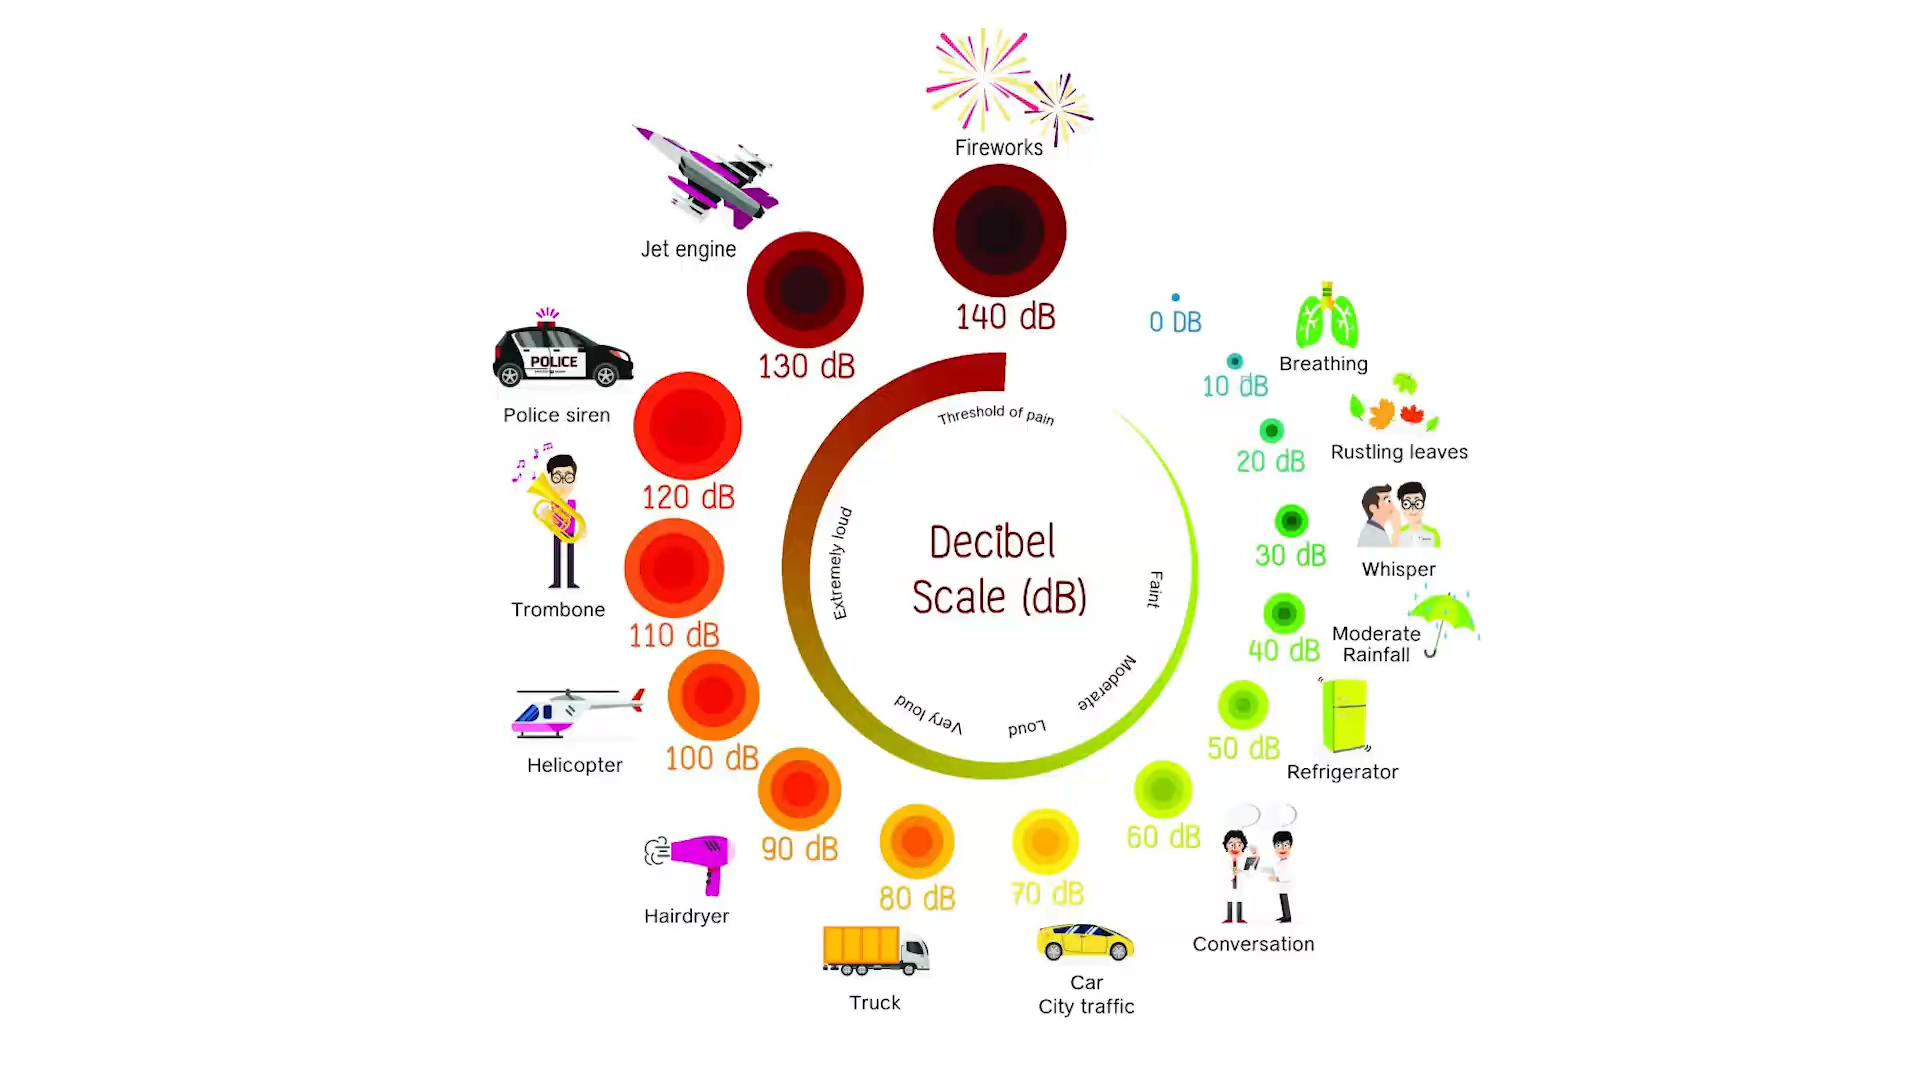 Fireworks
140 dB
Jet engine
130 dB
POLICE
Police siren
120 dB
Trombone
110 dB
Helicopter
100 dB
Hairdryer
90 dB
Truck
80 dB
Car
City traffic
70 dB
Conversation
60 dB
Refrigerator
50 dB
Moderate
Rainfall
40 dB
Whisper
30 dB
Rustling leaves
20 dB
Breathing
10 dB
0 DB
Threshold of pain
Extremely loud
Very loud
Loud
Moderate
Faint
Decibel
Scale (dB)